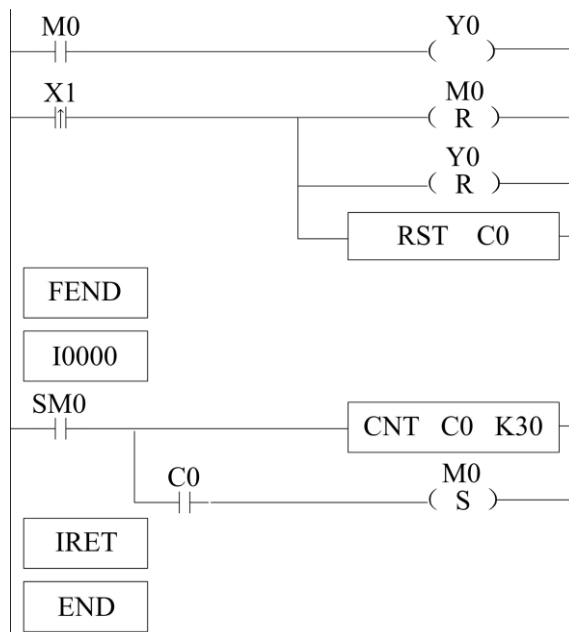 M0 Y0
( )
X1 M0
↑ ( R )
Y0
( R )
RST C0
FEND
I0000
SM0
CNT C0 K30
C0 M0
( S )
IRET
END